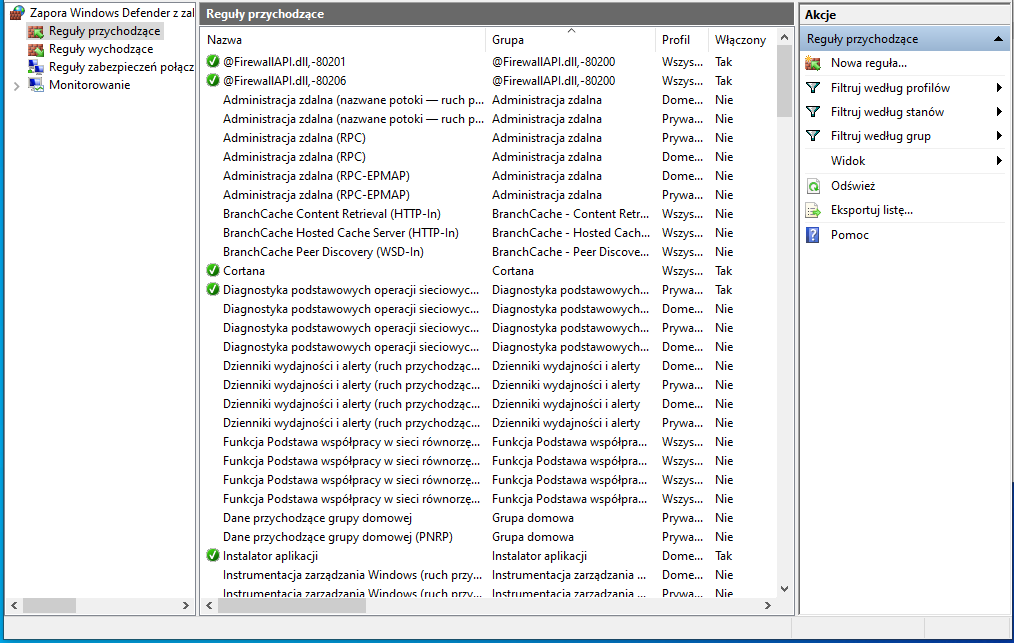 Zapora Windows Defender z zal
Reguły przychodzące
Reguły wychodzące
Reguły zabezpieczeń połącz
Monitorowanie
Reguły przychodzące
Nazwa Grupa Profil Włączony
@FirewallAPI.dll,-80201 @FirewallAPI.dll,-80200 Wszys... Tak
@FirewallAPI.dll,-80206 @FirewallAPI.dll,-80200 Wszys... Tak
Administracja zdalna (nazwane potoki — ruch p... Administracja zdalna Dome... Nie
Administracja zdalna (nazwane potoki — ruch p... Administracja zdalna Prywa... Nie
Administracja zdalna (RPC) Administracja zdalna Prywa... Nie
Administracja zdalna (RPC) Administracja zdalna Dome... Nie
Administracja zdalna (RPC-EPMAP) Administracja zdalna Dome... Nie
Administracja zdalna (RPC-EPMAP) Administracja zdalna Prywa... Nie
BranchCache Content Retrieval (HTTP-In) BranchCache - Content Retr... Wszys... Nie
BranchCache Hosted Cache Server (HTTP-In) BranchCache - Hosted Cach... Wszys... Nie
BranchCache Peer Discovery (WSD-In) BranchCache - Peer Discove... Wszys... Nie
Cortana Cortana Wszys... Tak
Diagnostyka podstawowych operacji sieciowyc... Diagnostyka podstawowych... Prywa... Tak
Diagnostyka podstawowych operacji sieciowyc... Diagnostyka podstawowych... Dome... Nie
Diagnostyka podstawowych operacji sieciowyc... Diagnostyka podstawowych... Prywa... Nie
Diagnostyka podstawowych operacji sieciowyc... Diagnostyka podstawowych... Dome... Nie
Dzienniki wydajności i alerty (ruch przychodząc... Dzienniki wydajności i alerty Dome... Nie
Dzienniki wydajności i alerty (ruch przychodząc... Dzienniki wydajności i alerty Prywa... Nie
Dzienniki wydajności i alerty (ruch przychodząc... Dzienniki wydajności i alerty Dome... Nie
Dzienniki wydajności i alerty (ruch przychodząc... Dzienniki wydajności i alerty Prywa... Nie
Funkcja Podstawa współpracy w sieci równorzę... Funkcja Podstawa współpra... Wszys... Nie
Funkcja Podstawa współpracy w sieci równorzę... Funkcja Podstawa współpra... Wszys... Nie
Funkcja Podstawa współpracy w sieci równorzę... Funkcja Podstawa współpra... Wszys... Nie
Funkcja Podstawa współpracy w sieci równorzę... Funkcja Podstawa współpra... Wszys... Nie
Dane przychodzące grupy domowej Grupa domowa Prywa... Nie
Dane przychodzące grupy domowej (PNRP) Grupa domowa Prywa... Nie
Instalator aplikacji Instalator aplikacji Dome... Tak
Instrumentacja zarządzania Windows (ruch przy... Instrumentacja zarządzania ... Dome... Nie
Instrumentacja zarządzania Windows (ruch przy... Instrumentacja zarządzania ... Prywa... Nie
Akcje
Reguły przychodzące
Nowa reguła...
Filtruj według profilów
Filtruj według stanów
Filtruj według grup
Widok
Odśwież
Eksportuj listę...
Pomoc